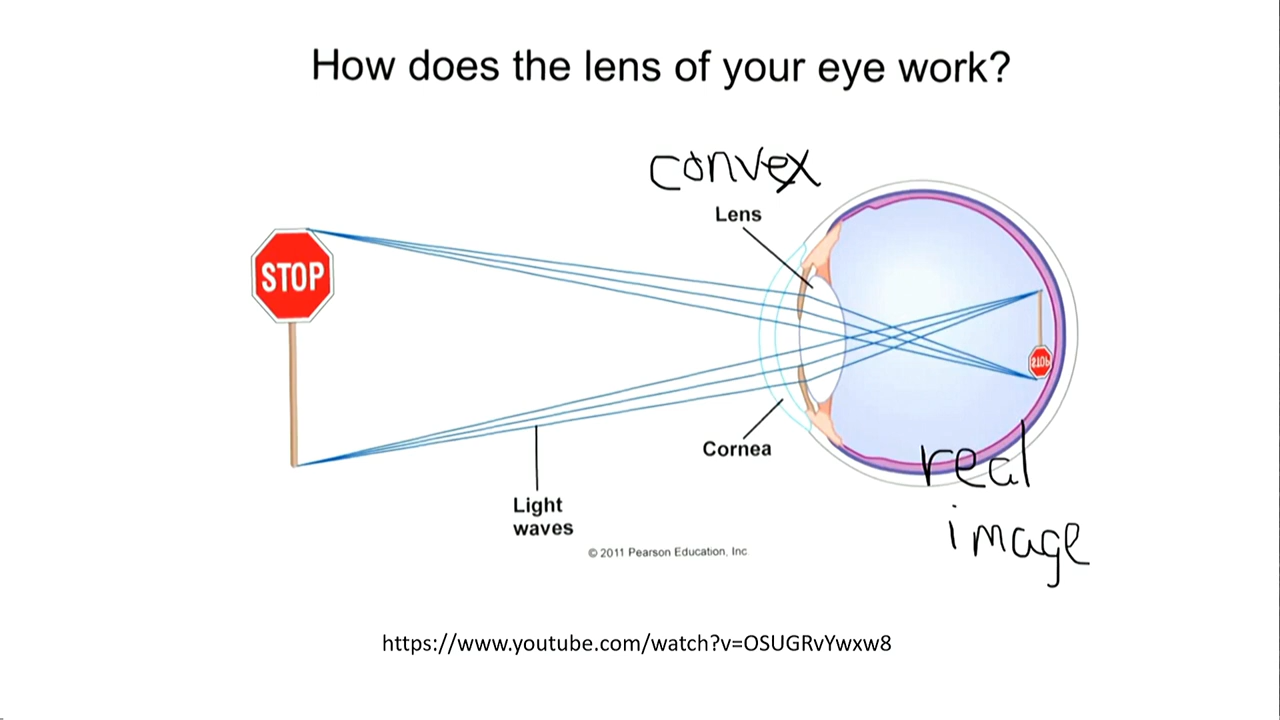 How does the lens of your eye work?
convex
Lens
STOP
STOP
Cornea
real
image
Light
waves
© 2011 Pearson Education, Inc.
https://www.youtube.com/watch?v=OSUGRvYwxw8